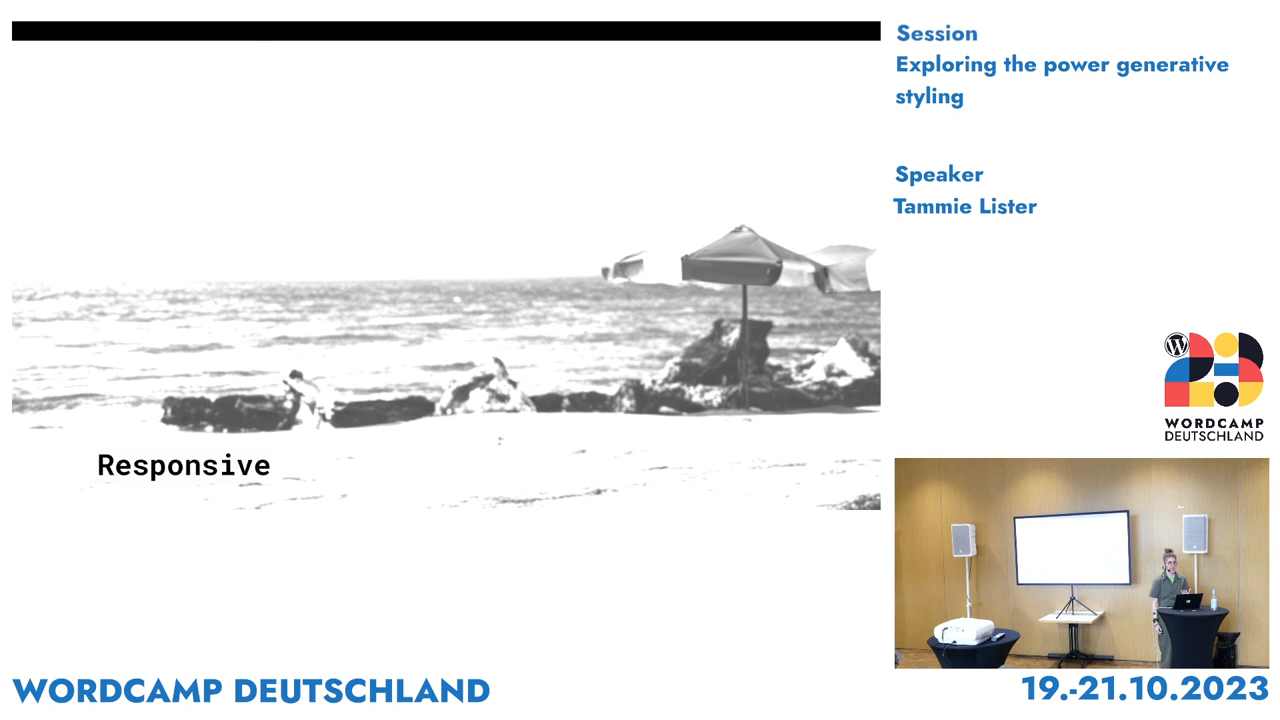 Session
Exploring the power generative
styling
Speaker
Tammie Lister
Responsive
WORDCAMP
DEUTSCHLAND
WORDCAMP DEUTSCHLAND
19.-21.10.2023